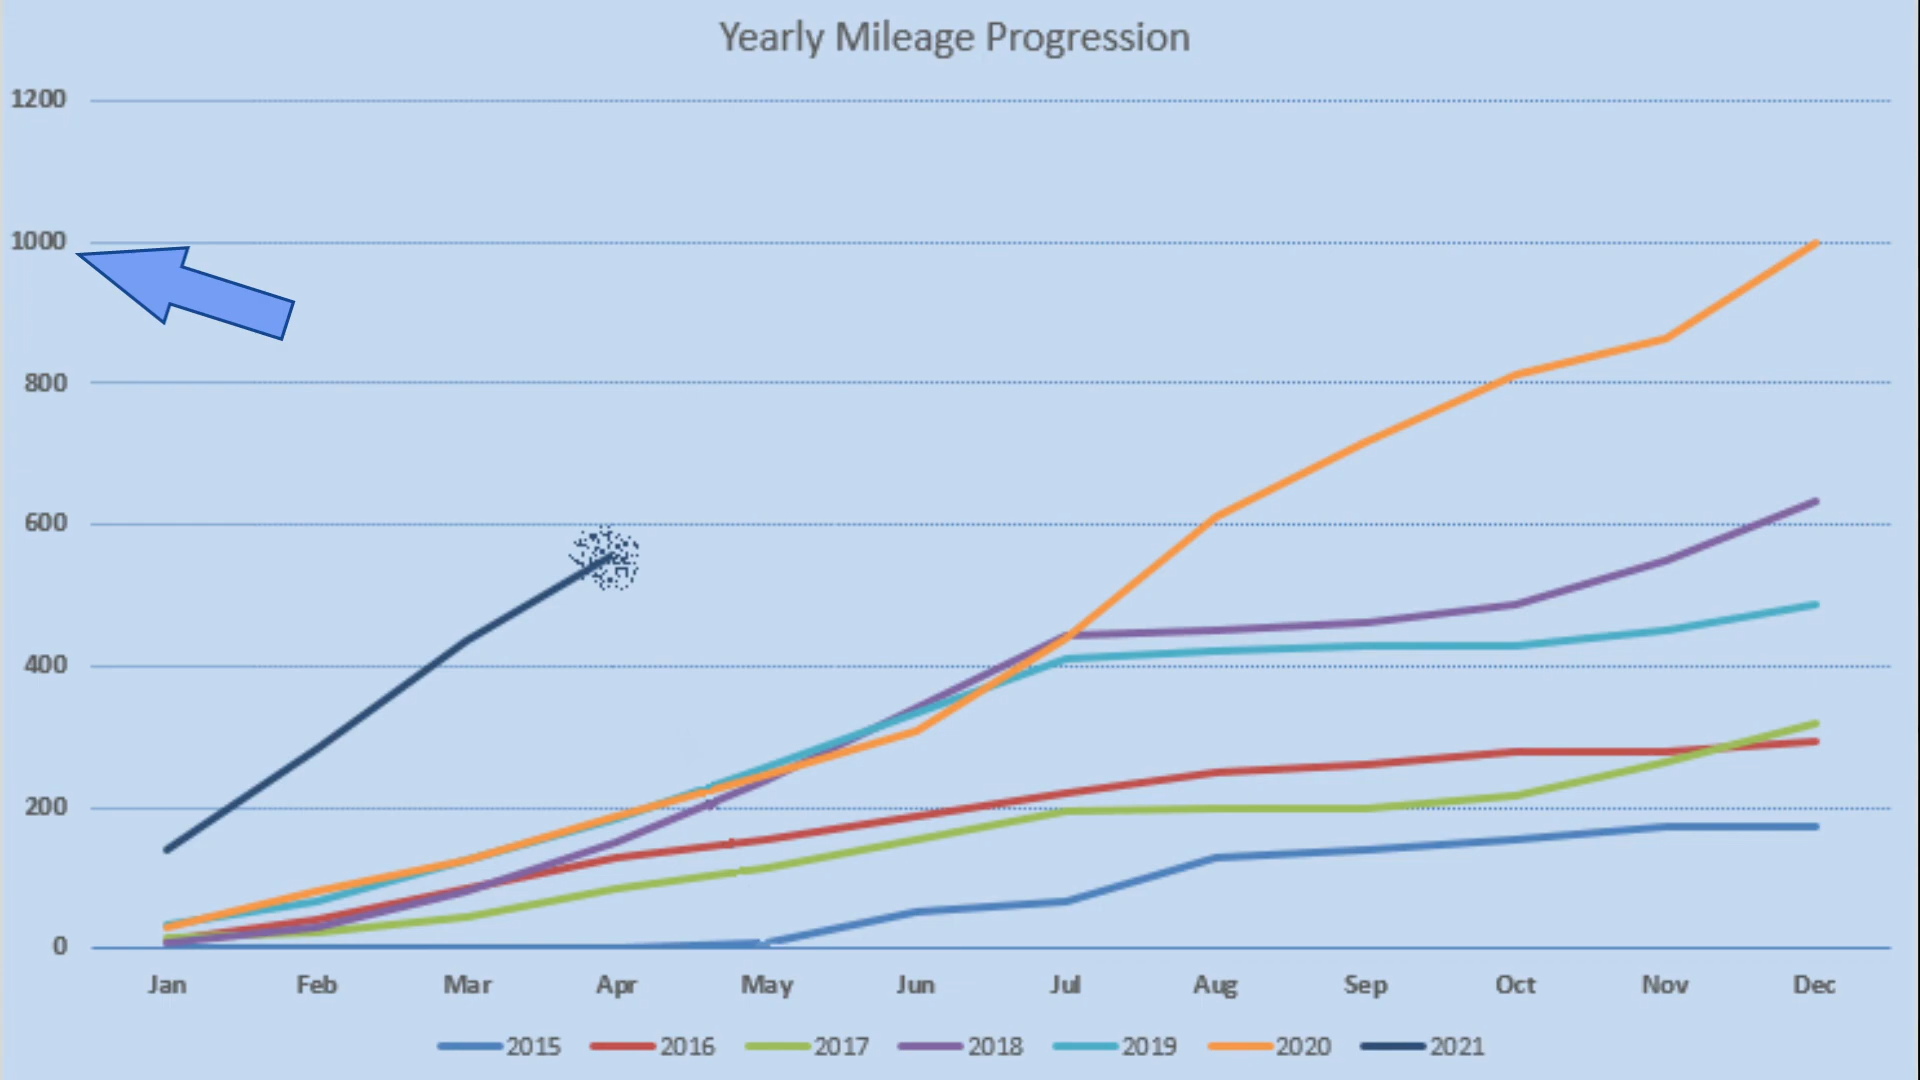 Yearly Mileage Progression
1200
1000
800
600
400
200
0
Jan Feb Mar Apr May Jun Jul Aug Sep Oct Nov Dec
2015 2016 2017 2018 2019 2020 2021